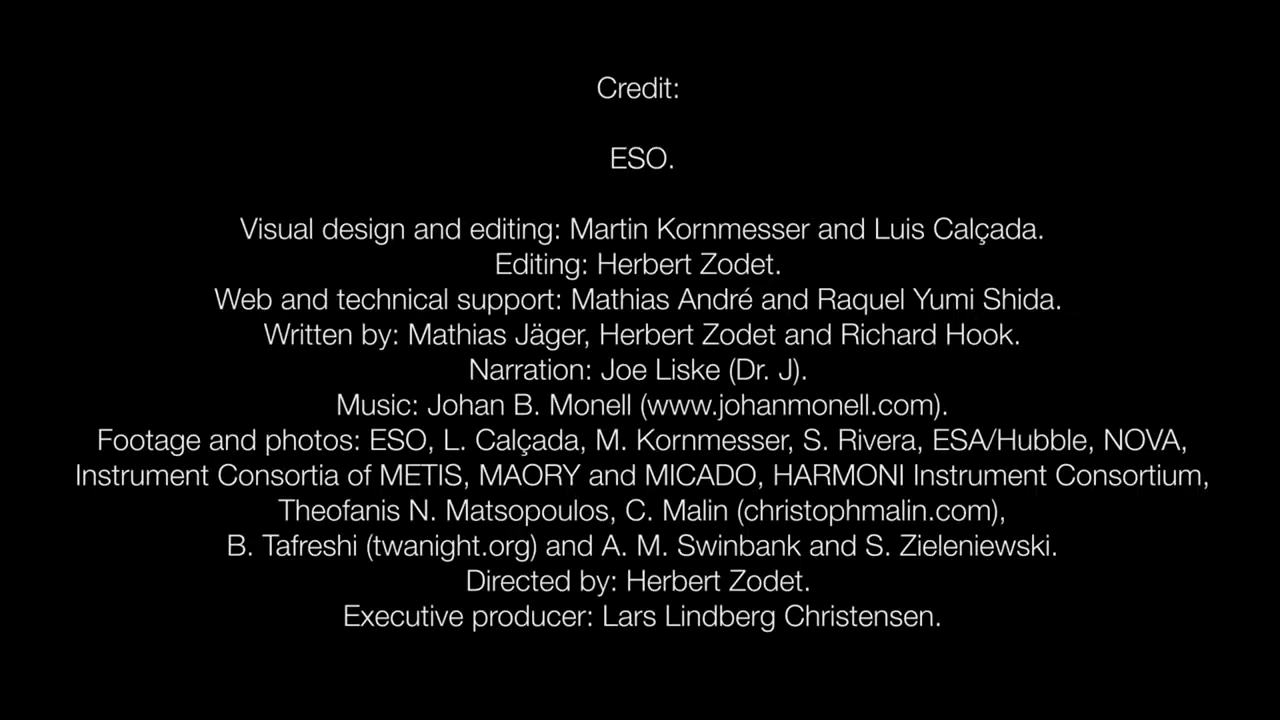 Credit:
ESO.
Visual design and editing: Martin Kornmesser and Luis Calçada.
Editing: Herbert Zodet.
Web and technical support: Mathias André and Raquel Yumi Shida.
Written by: Mathias Jäger, Herbert Zodet and Richard Hook.
Narration: Joe Liske (Dr. J).
Music: Johan B. Monell (www.johanmonell.com).
Footage and photos: ESO, L. Calçada, M. Kornmesser, S. Rivera, ESA/Hubble, NOVA,
Instrument Consortia of METIS, MAORY and MICADO, HARMONI Instrument Consortium,
Theofanis N. Matsopoulos, C. Malin (christophmalin.com),
B. Tafreshi (twanight.org) and A. M. Swinbank and S. Zieleniewski.
Directed by: Herbert Zodet.
Executive producer: Lars Lindberg Christensen.